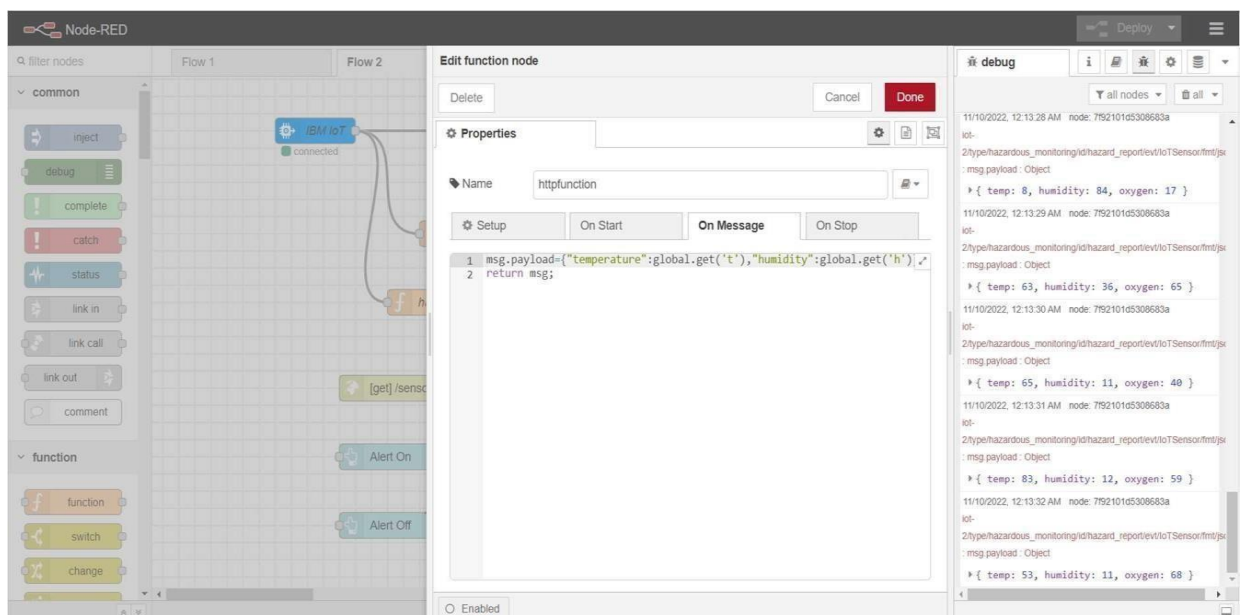 Node-RED
Deploy
filter nodes
common
inject
debug
complete
catch
status
link in
link call
link out
comment
function
function
switch
change
Flow 1
Flow 2
IBM IoT
connected
[get] /senso
Alert On
Alert Off
Edit function node
Delete
Cancel
Done
Properties
Name
httpfunction
Setup
On Start
On Message
On Stop
1 msg.payload={"temperature":global.get('t'),"humidity":global.get('h')
2 return msg;
Enabled
debug
all nodes
all
11/10/2022, 12:13:28 AM node: 7f92101d5308683a
iot-
2/type/hazardous_monitoring/id/hazard_report/evt/IoTSensor/fmt/jso
: msg.payload : Object
{ temp: 8, humidity: 84, oxygen: 17 }
11/10/2022, 12:13:29 AM node: 7f92101d5308683a
iot-
2/type/hazardous_monitoring/id/hazard_report/evt/IoTSensor/fmt/jso
: msg.payload : Object
{ temp: 63, humidity: 36, oxygen: 65 }
11/10/2022, 12:13:30 AM node: 7f92101d5308683a
iot-
2/type/hazardous_monitoring/id/hazard_report/evt/IoTSensor/fmt/jso
: msg.payload : Object
{ temp: 65, humidity: 11, oxygen: 40 }
11/10/2022, 12:13:31 AM node: 7f92101d5308683a
iot-
2/type/hazardous_monitoring/id/hazard_report/evt/IoTSensor/fmt/jso
: msg.payload : Object
{ temp: 83, humidity: 12, oxygen: 59 }
11/10/2022, 12:13:32 AM node: 7f92101d5308683a
iot-
2/type/hazardous_monitoring/id/hazard_report/evt/IoTSensor/fmt/jso
: msg.payload : Object
{ temp: 53, humidity: 11, oxygen: 68 }